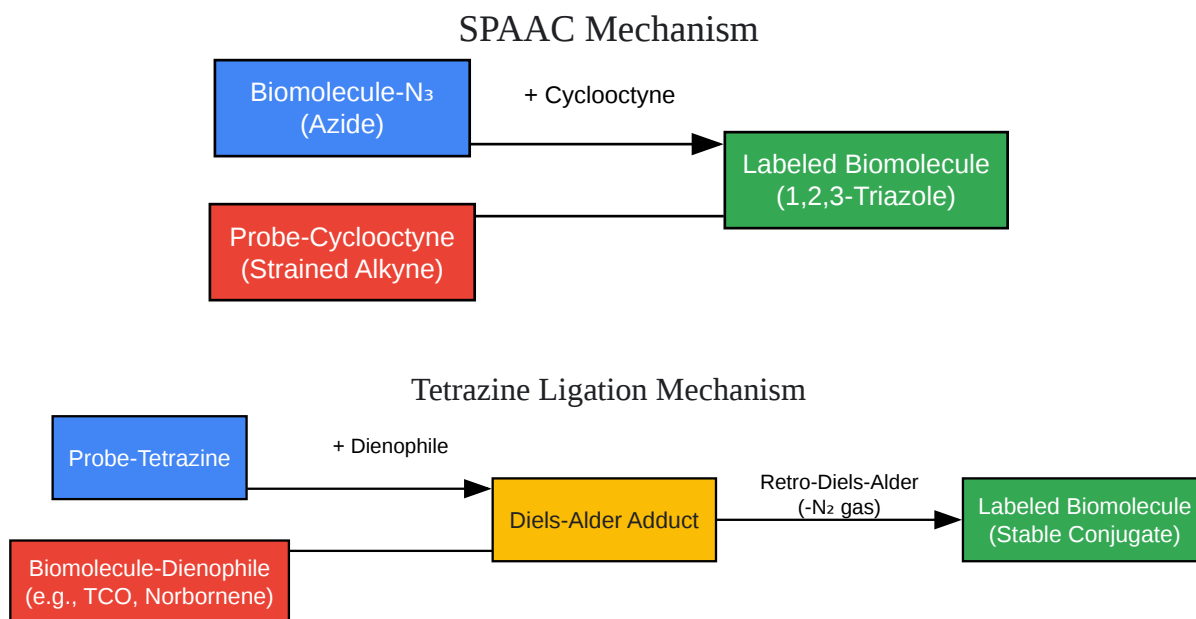 SPAAC Mechanism
Biomolecule-N₃
(Azide)
+ Cyclooctyne
Labeled Biomolecule
(1,2,3-Triazole)
Probe-Cyclooctyne
(Strained Alkyne)
Tetrazine Ligation Mechanism
Probe-Tetrazine
+ Dienophile
Diels-Alder Adduct
Retro-Diels-Alder
(-N₂ gas)
Labeled Biomolecule
(Stable Conjugate)
Biomolecule-Dienophile
(e.g., TCO, Norbornene)